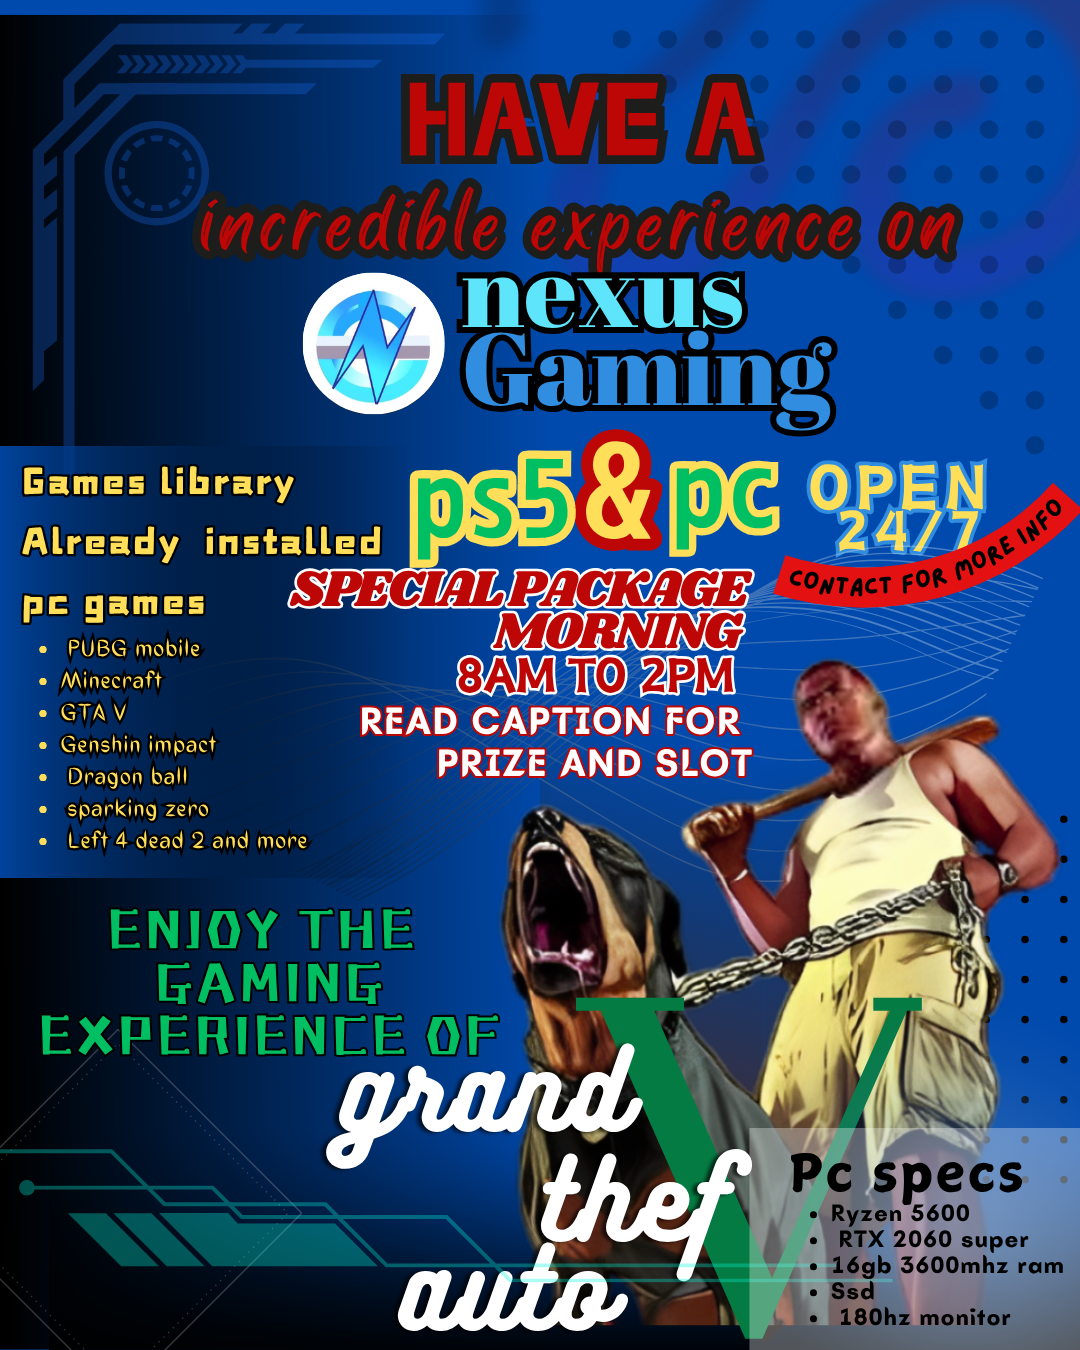 HAVE A
incredible experience on
N
nexus
Gaming
Games library
Already installed
pc games
PUBG mobile
Minecraft
GTA V
Genshin impact
Dragon ball
sparking zero
Left 4 dead 2 and more
ps5 & pc
OPEN
24/7
CONTACT FOR MORE INFO
SPECIAL PACKAGE
MORNING
8AM TO 2PM
READ CAPTION FOR
PRIZE AND SLOT
ENJOY THE
GAMING
EXPERIENCE OF
grand
thef
auto
V
Pc specs
Ryzen 5600
RTX 2060 super
16gb 3600mhz ram
Ssd
180hz monitor